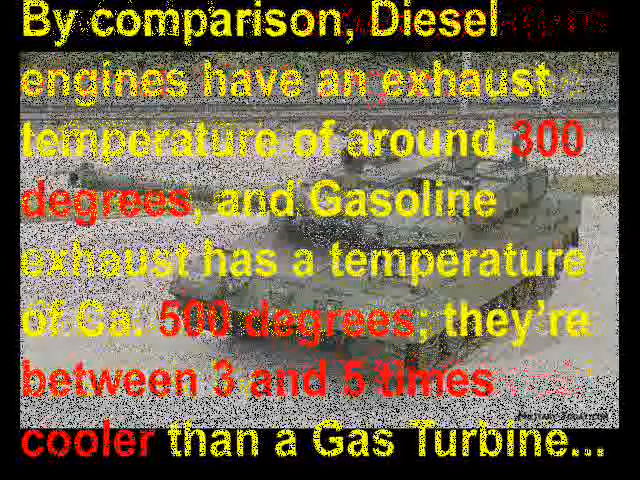 By comparison, Diesel
engines have an exhaust
temperature of around 300
degrees, and Gasoline
exhaust has a temperature
of Ca. 500 degrees; they're
between 3 and 5 times
cooler than a Gas Turbine...